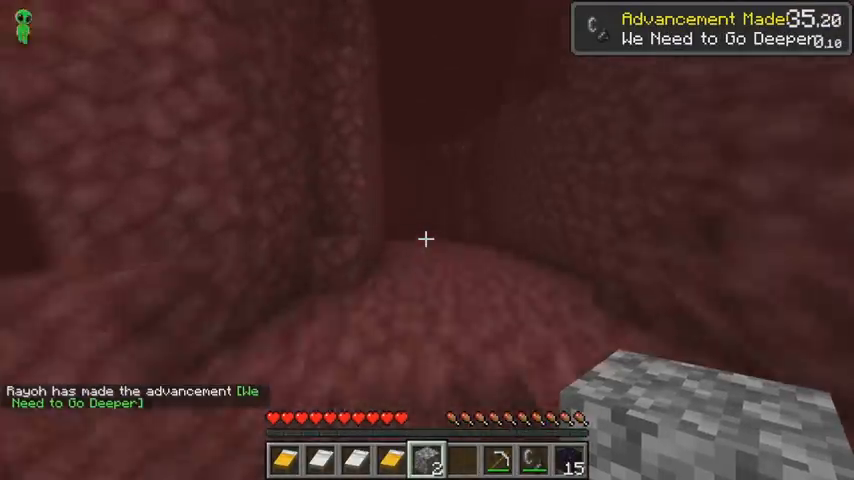 Advancement Made!
35.20
We Need to Go Deeper
0.10
Rayoh has made the advancement [We
Need to Go Deeper]
2
15